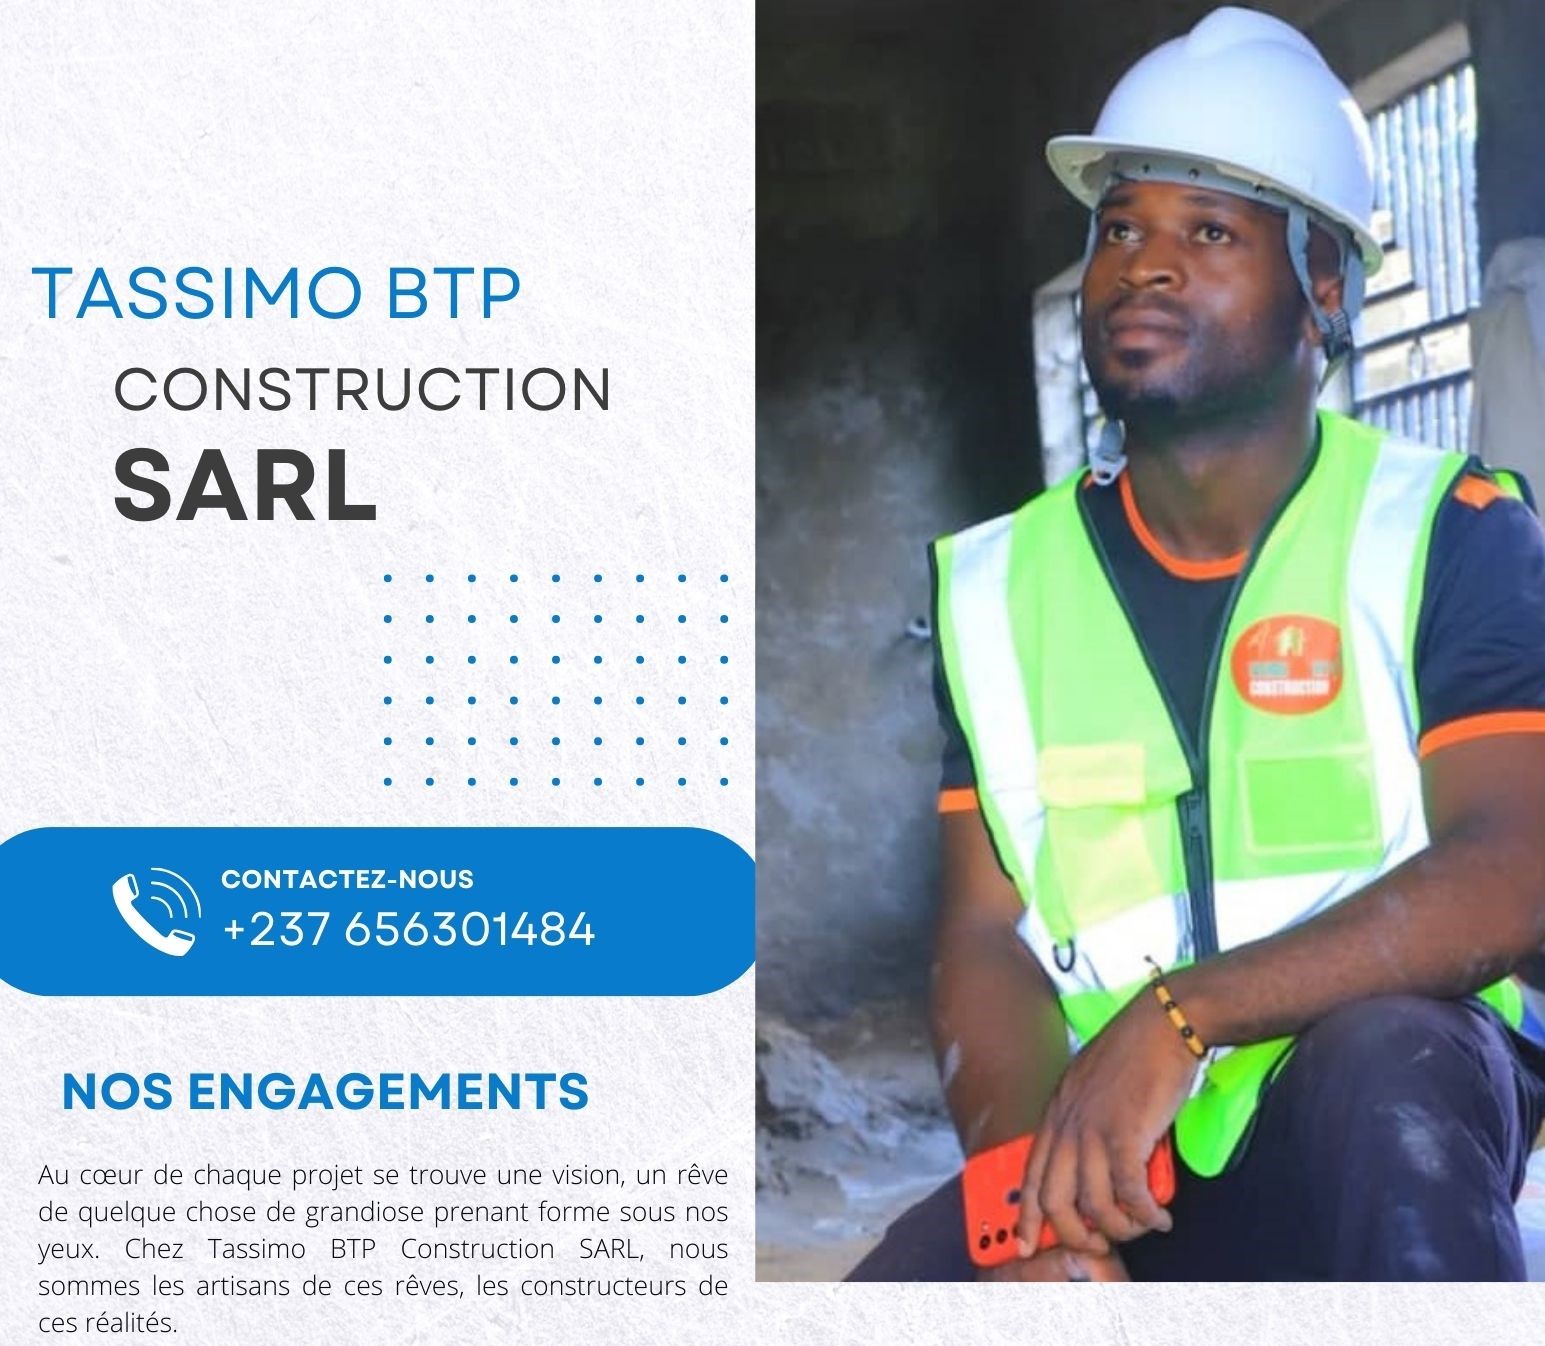 TASSIMO BTP
CONSTRUCTION
SARL
CONTACTEZ-NOUS
+237 656301484
NOS ENGAGEMENTS
Au cœur de chaque projet se trouve une vision, un rêve
de quelque chose de grandiose prenant forme sous nos
yeux. Chez Tassimo BTP Construction SARL, nous
sommes les artisans de ces rêves, les constructeurs de
ces réalités.
CONSTRUCTION